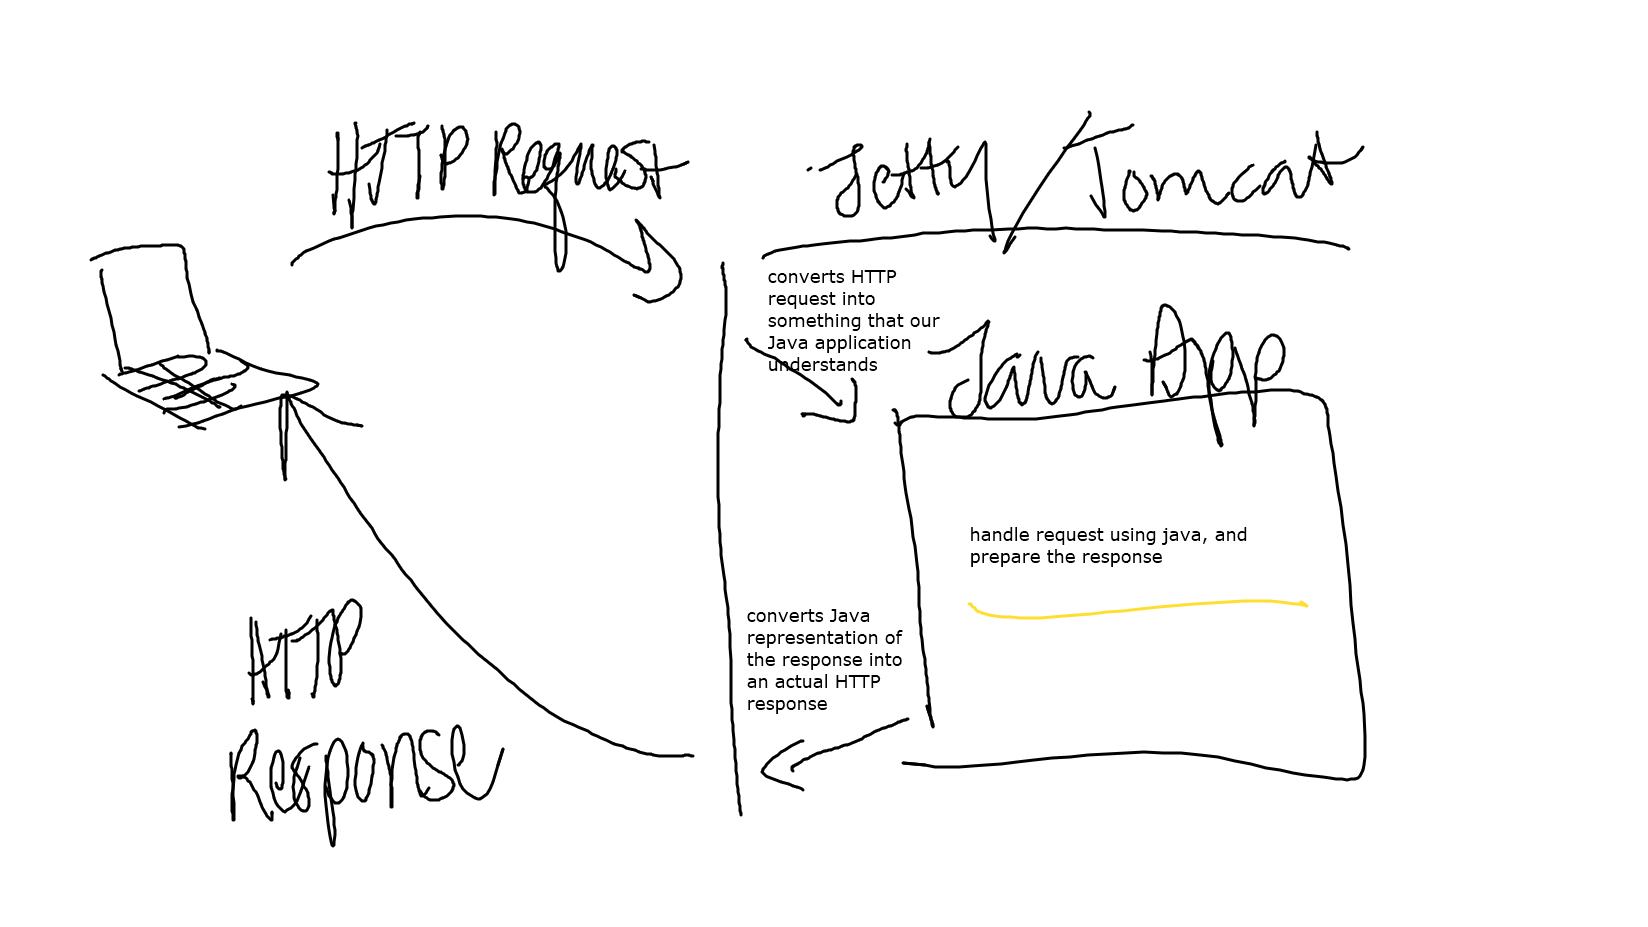 HTTP Request
Jetty/Tomcat
converts HTTP
request into
something that our
Java application
understands
Java App
handle request using java, and
prepare the response
converts Java
representation of
the response into
an actual HTTP
response
HTTP
Response